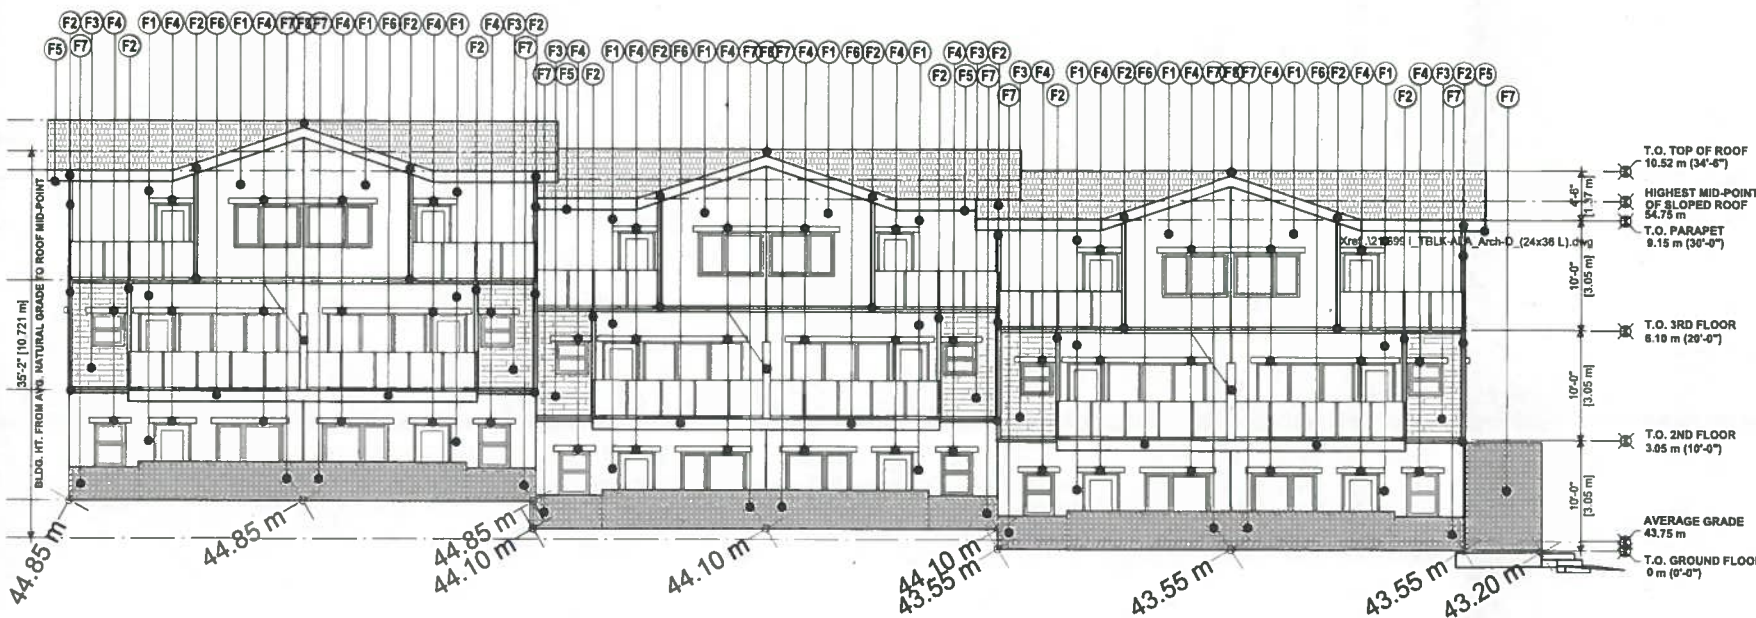 F2 F3 F4 F1 F4 F2 F6 F1 F4 F7 F8 F7 F4 F1 F6 F2 F4 F1 F4 F3 F2
F5 F7 F2 F2 F7
F3 F4 F1 F4 F2 F6 F1 F4 F7 F8 F7 F4 F1 F6 F2 F4 F1 F4 F3 F2
F7 F5 F2 F2 F5 F7
F3 F4 F1 F4 F2 F6 F1 F4 F7 F8 F7 F4 F1 F6 F2 F4 F1 F4 F3 F2 F5
F7 F2 F2 F7 F7
T.O. TOP OF ROOF
10.52 m (34'-6")
HIGHEST MID-POINT
OF SLOPED ROOF
54.75 m
T.O. PARAPET
9.15 m (30'-0")
4'-6"
[1.37 m]
10'-0"
[3.05 m]
T.O. 3RD FLOOR
6.10 m (20'-0")
10'-0"
[3.05 m]
T.O. 2ND FLOOR
3.05 m (10'-0")
10'-0"
[3.05 m]
AVERAGE GRADE
43.75 m
T.O. GROUND FLOOR
0 m (0'-0")
35'-2" [10.721 m]
BLDG. HT. FROM AVG. NATURAL GRADE TO ROOF MID-POINT
44.85 m
44.85 m
44.85 m
44.10 m
44.10 m
44.10 m
43.55 m
43.55 m
43.55 m
43.20 m